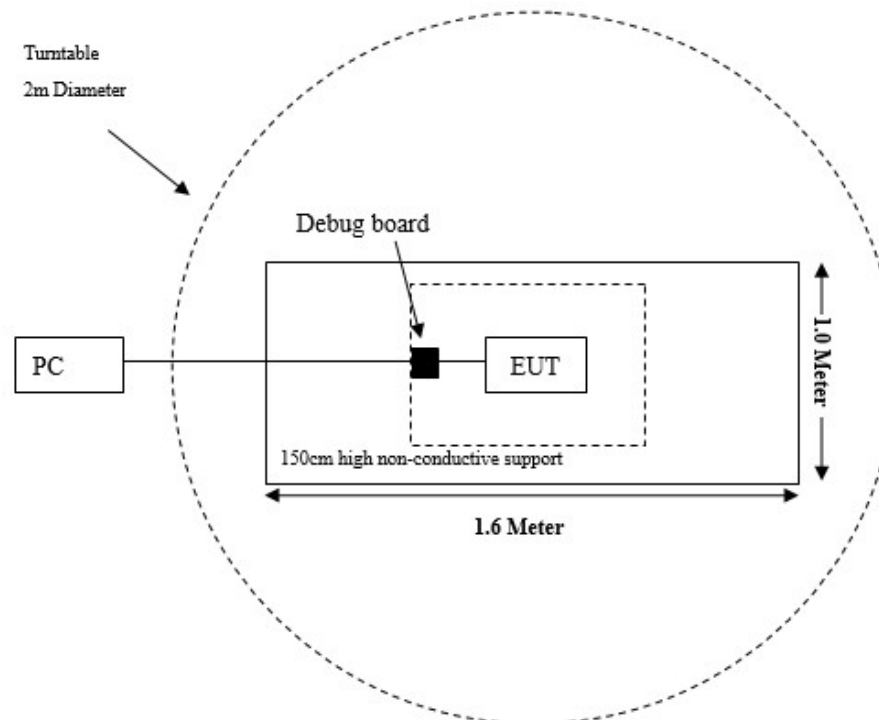 Turntable
2m Diameter
Debug board
PC
EUT
1.0 Meter
150cm high non-conductive support
1.6 Meter